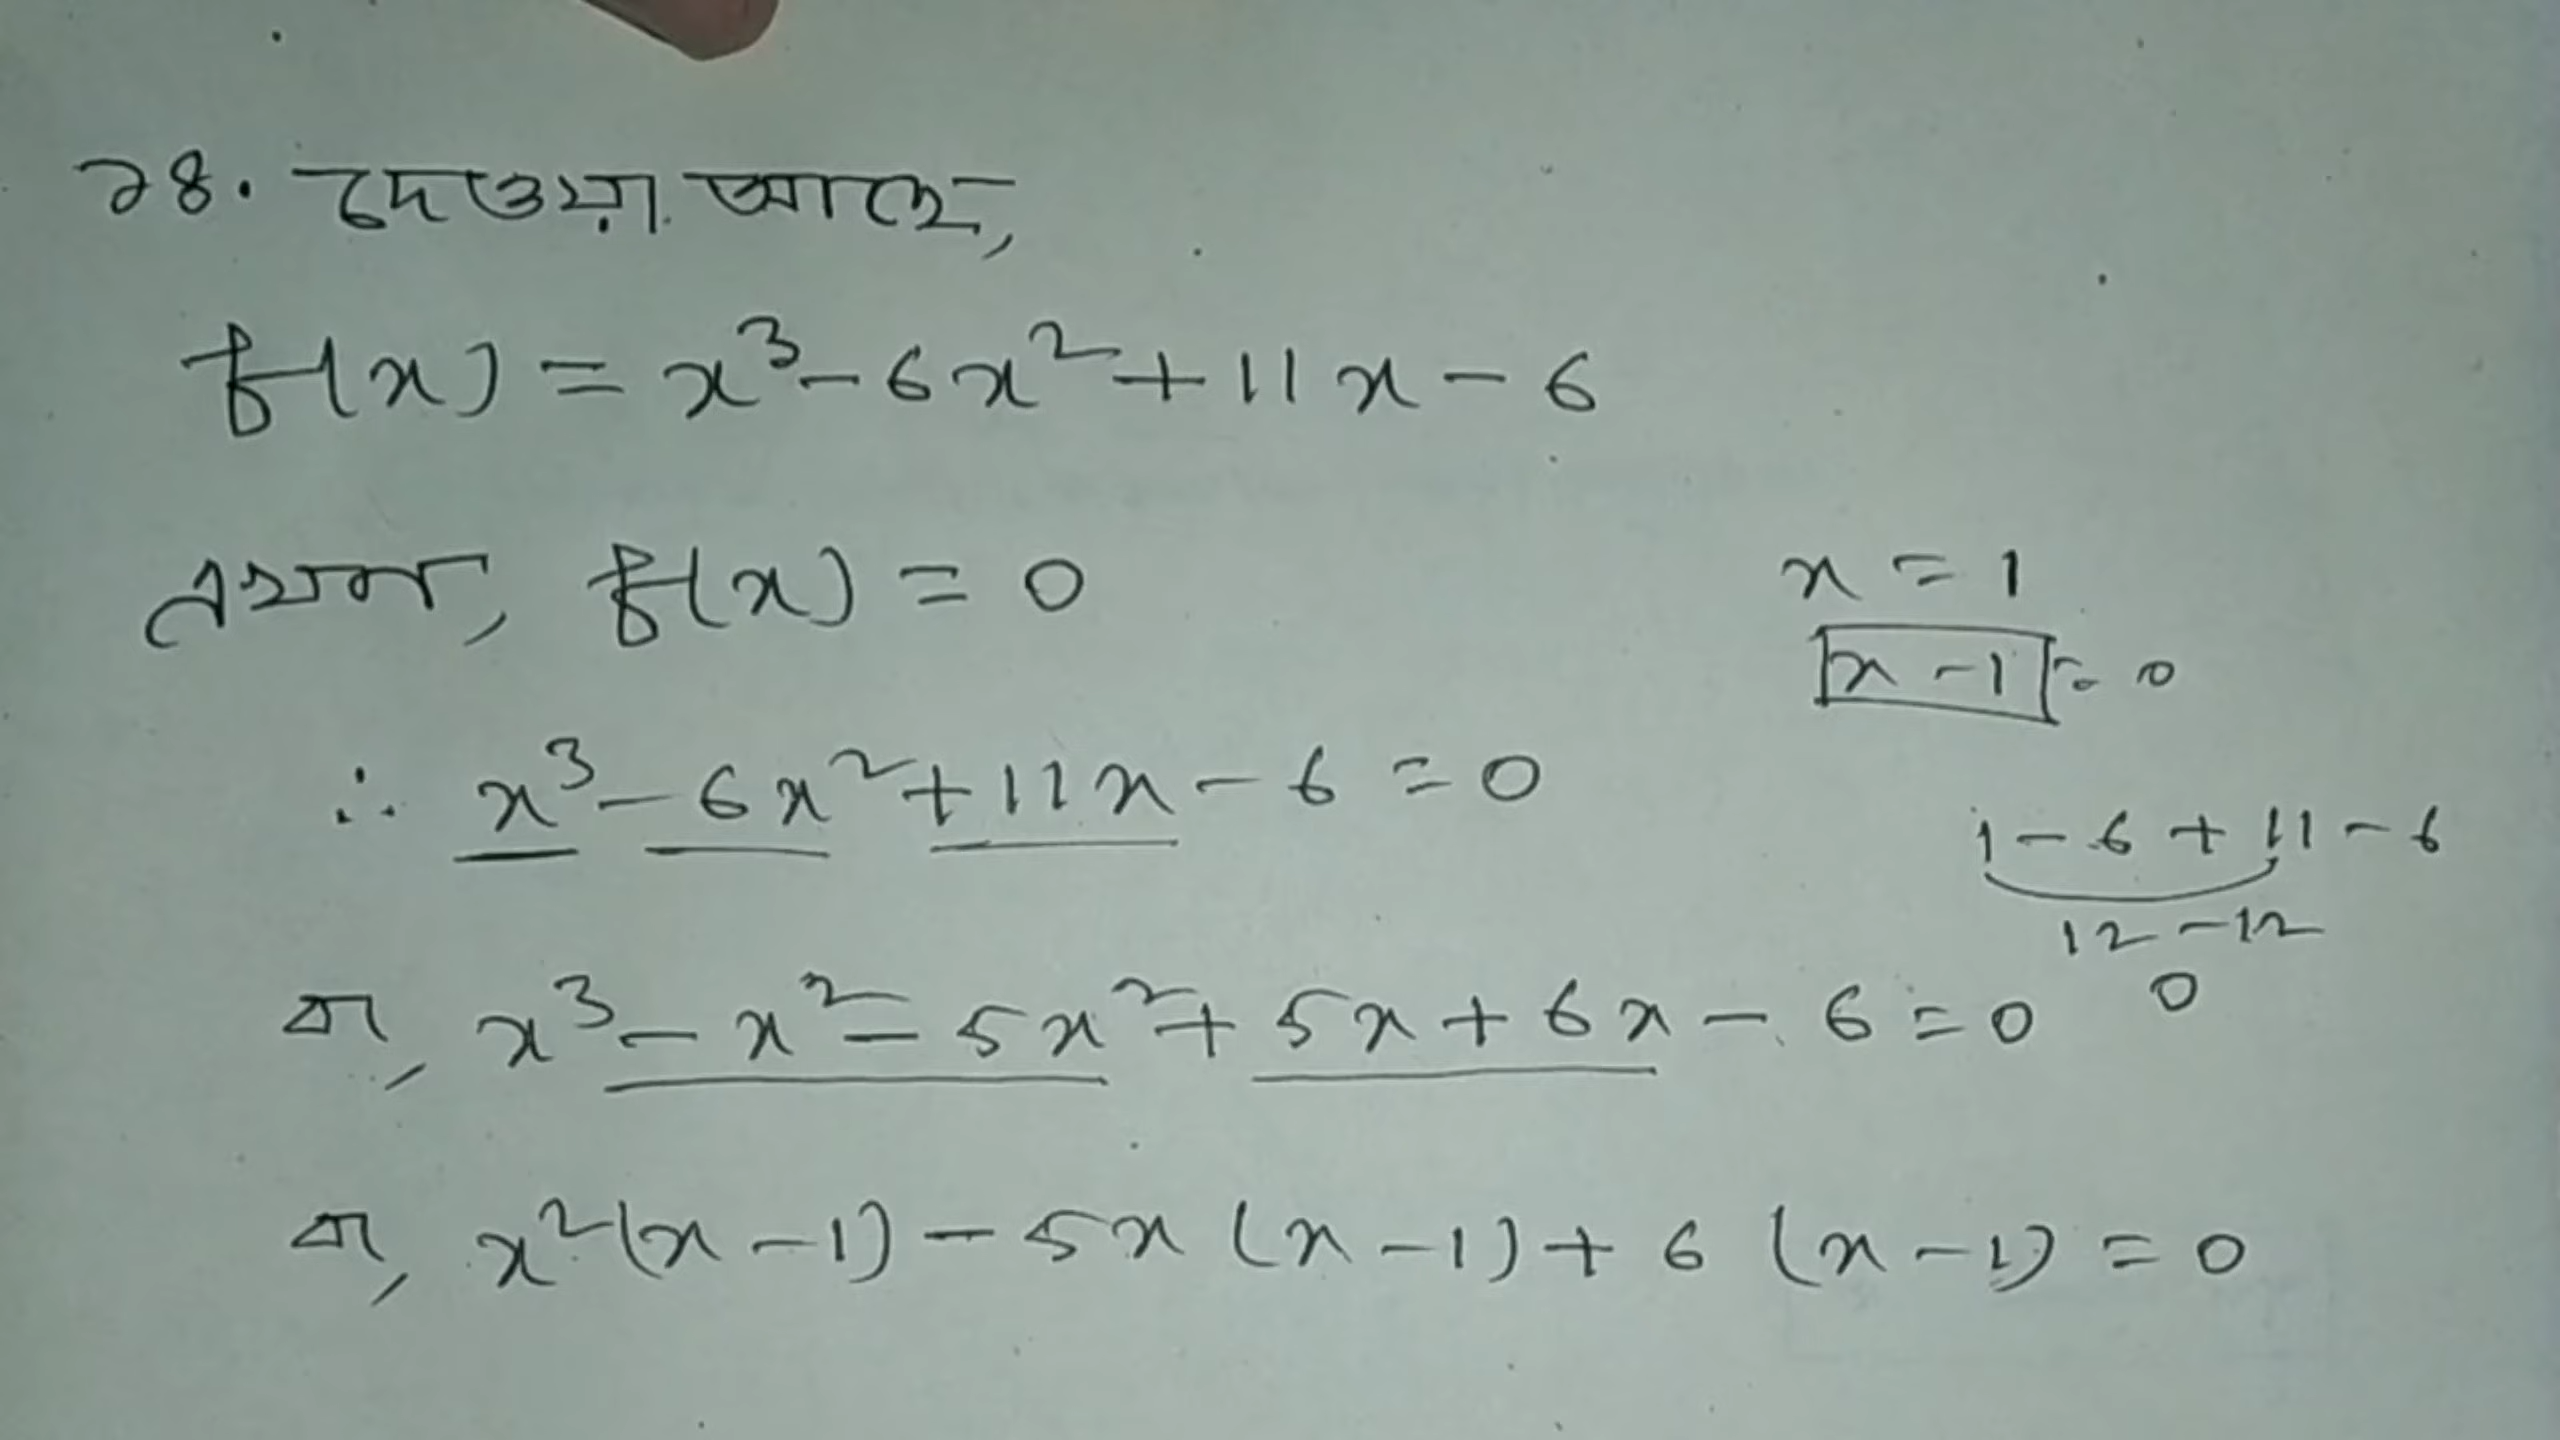 ২৪. দেওয়া আছে,
f(x) = x³ - 6x² + 11x - 6
এখন, f(x) = 0
x = 1
x - 1 = 0
∴ x³ - 6x² + 11x - 6 = 0
1 - 6 + 11 - 6
12 - 12
0
বা, x³ - x² - 5x² + 5x + 6x - 6 = 0
বা, x²(x - 1) - 5x (x - 1) + 6 (x - 1) = 0